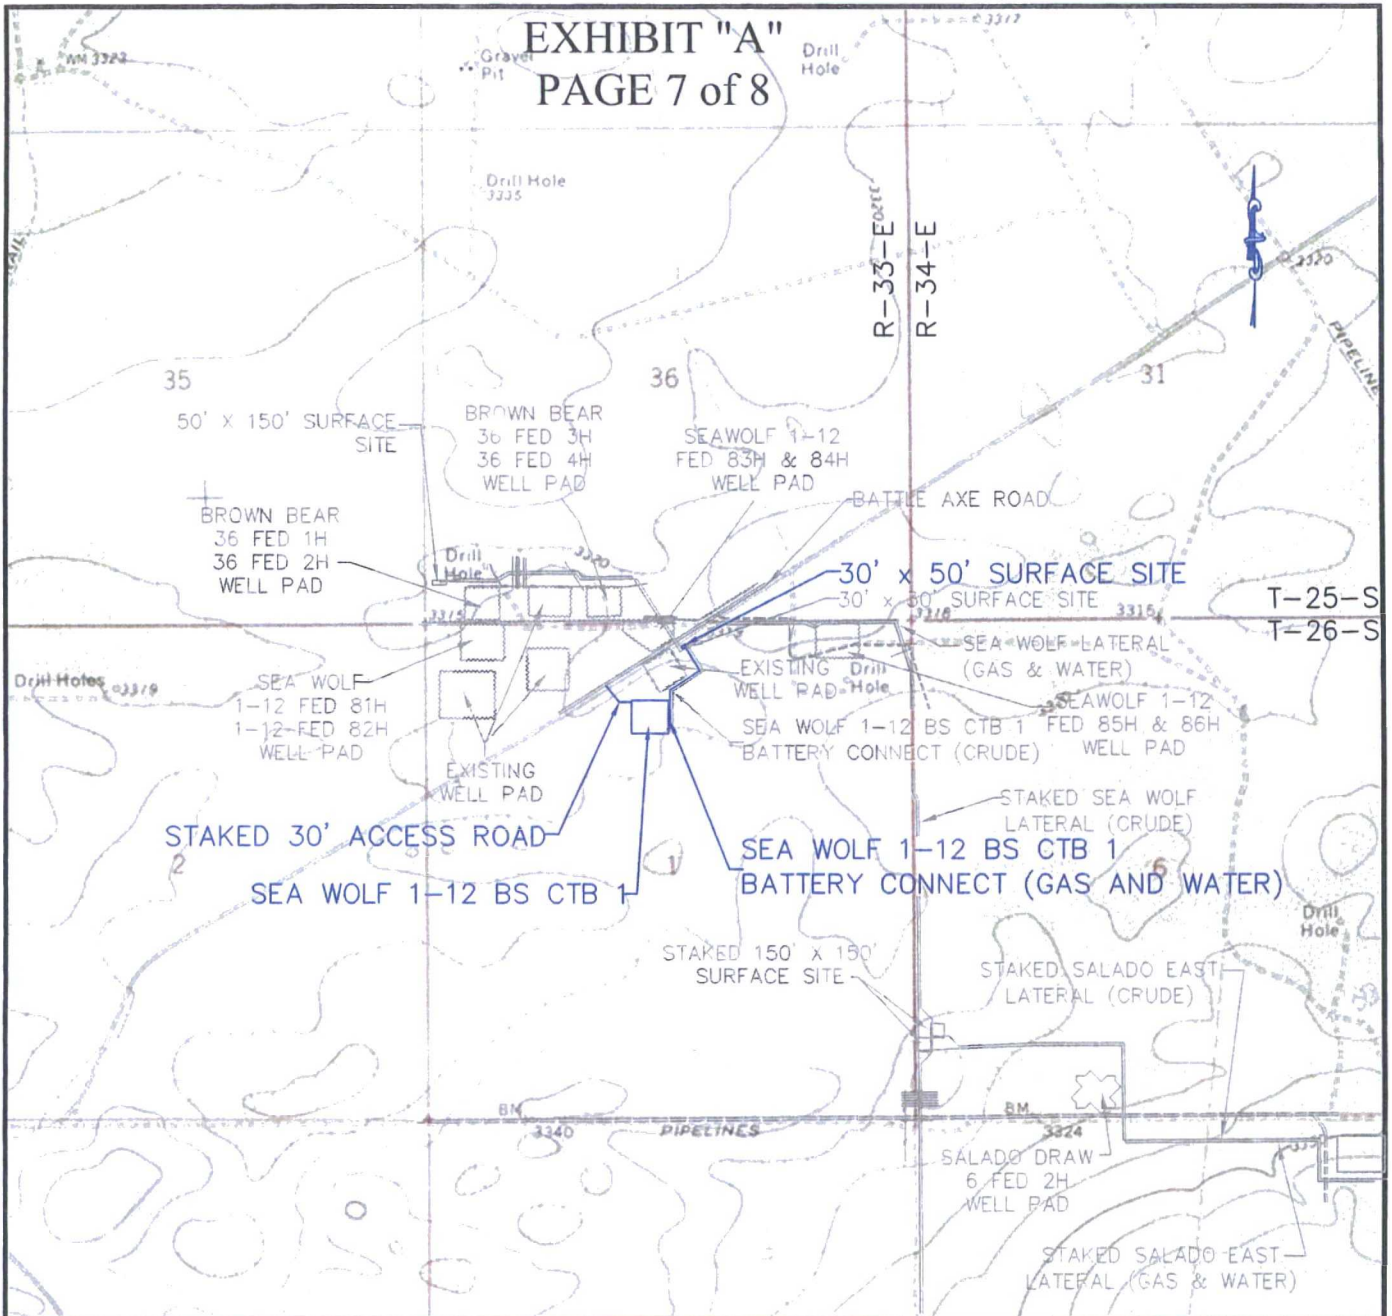 EXHIBIT "A"
PAGE 7 of 8
WM 3323
Gravel
Pit
Drill
Hole
3317
Drill Hole
3335
3320
R-33-E
R-34-E
3320
PIPELINE
35
36
31
50' X 150' SURFACE
SITE
BROWN BEAR
36 FED 3H
36 FED 4H
WELL PAD
SEAWOLF 1-12
FED 83H & 84H
WELL PAD
BATTLE AXE ROAD
BROWN BEAR
36 FED 1H
36 FED 2H
WELL PAD
Drill
Hole
3320
30' x 50' SURFACE SITE
30' x 50' SURFACE SITE
3315
3316
3316
T-25-S
T-26-S
SEA WOLF LATERAL
(GAS & WATER)
Drill Holes
3319
SEA WOLF
1-12 FED 81H
1-12 FED 82H
WELL PAD
EXISTING
WELL PAD
Drill
Hole
SEAWOLF 1-12
FED 85H & 86H
WELL PAD
SEA WOLF 1-12 BS CTB 1
BATTERY CONNECT (CRUDE)
EXISTING
WELL PAD
STAKED SEA WOLF
LATERAL (CRUDE)
STAKED 30' ACCESS ROAD
2
1
6
SEA WOLF 1-12 BS CTB 1
BATTERY CONNECT (GAS AND WATER)
SEA WOLF 1-12 BS CTB 1
Drill
Hole
STAKED 150' X 150'
SURFACE SITE
STAKED SALADO EAST
LATERAL (CRUDE)
BM
3340
PIPELINES
BM
3324
SALADO DRAW
6 FED 2H
WELL PAD
STAKED SALADO EAST
LATERAL (GAS & WATER)